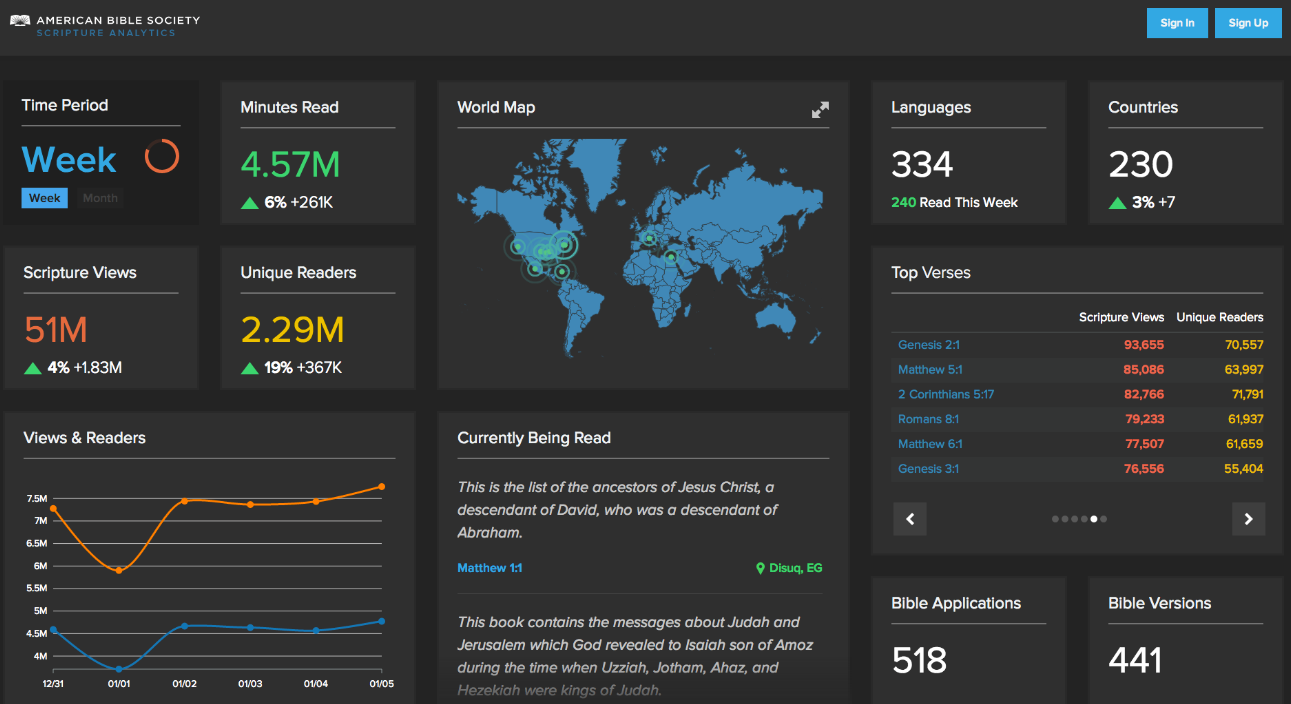 AMERICAN BIBLE SOCIETY
SCRIPTURE ANALYTICS
Sign In
Sign Up
Time Period
Week
Week
Month
Minutes Read
4.57M
6% +261K
World Map
Languages
334
240 Read This Week
Countries
230
3% +7
Scripture Views
51M
4% +1.83M
Unique Readers
2.29M
19% +367K
Top Verses
Scripture Views Unique Readers
Genesis 2:1 93,655 70,557
Matthew 5:1 85,086 63,997
2 Corinthians 5:17 82,766 71,791
Romans 8:1 79,233 61,937
Matthew 6:1 77,507 61,659
Genesis 3:1 76,556 55,404
Views & Readers
7.5M
7M
6.5M
6M
5.5M
5M
4.5M
4M
12/31 01/01 01/02 01/03 01/04 01/05
Currently Being Read
This is the list of the ancestors of Jesus Christ, a
descendant of David, who was a descendant of
Abraham.
Matthew 1:1
Disuq, EG
This book contains the messages about Judah and
Jerusalem which God revealed to Isaiah son of Amoz
during the time when Uzziah, Jotham, Ahaz, and
Hezekiah were kings of Judah.
Bible Applications
518
Bible Versions
441